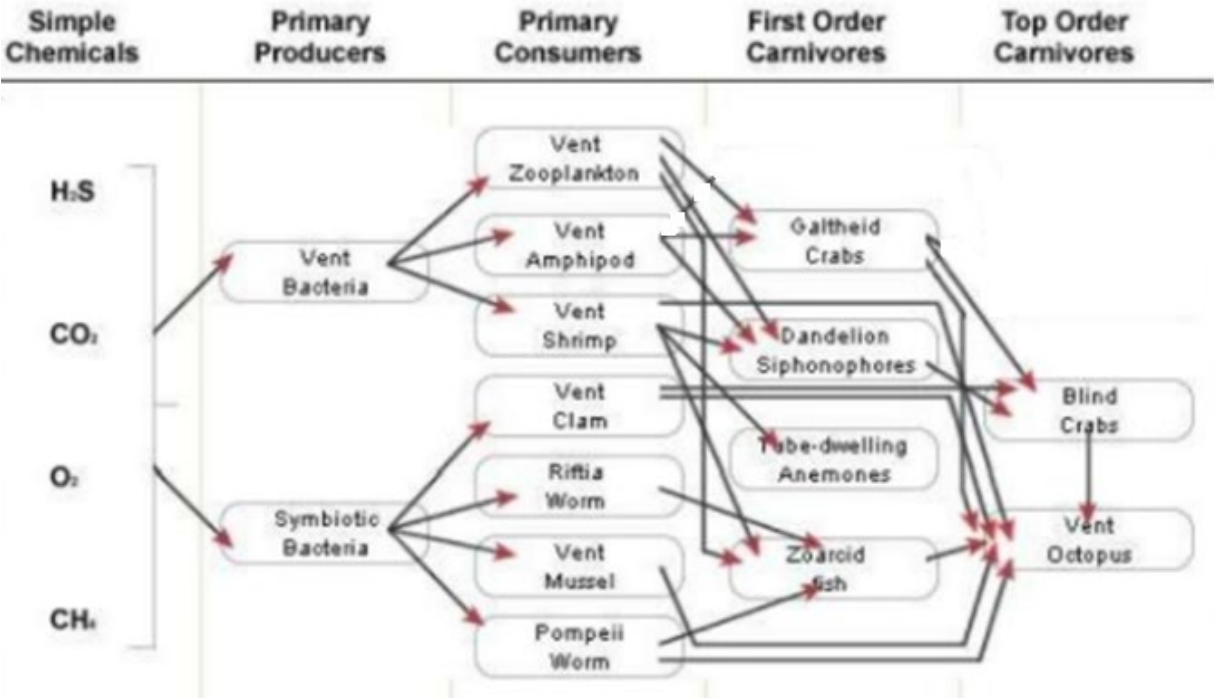 Simple
Chemicals
Primary
Producers
Primary
Consumers
First Order
Carnivores
Top Order
Carnivores
H₂S
CO₂
O₂
CH₄
Vent
Bacteria
Symbiotic
Bacteria
Vent
Zooplankton
Vent
Amphipod
Vent
Shrimp
Vent
Clam
Riftia
Worm
Vent
Mussel
Pompeii
Worm
Galtheid
Crabs
Dandelion
Siphonophores
Tube-dwelling
Anemones
Zoarcid
fish
Blind
Crabs
Vent
Octopus